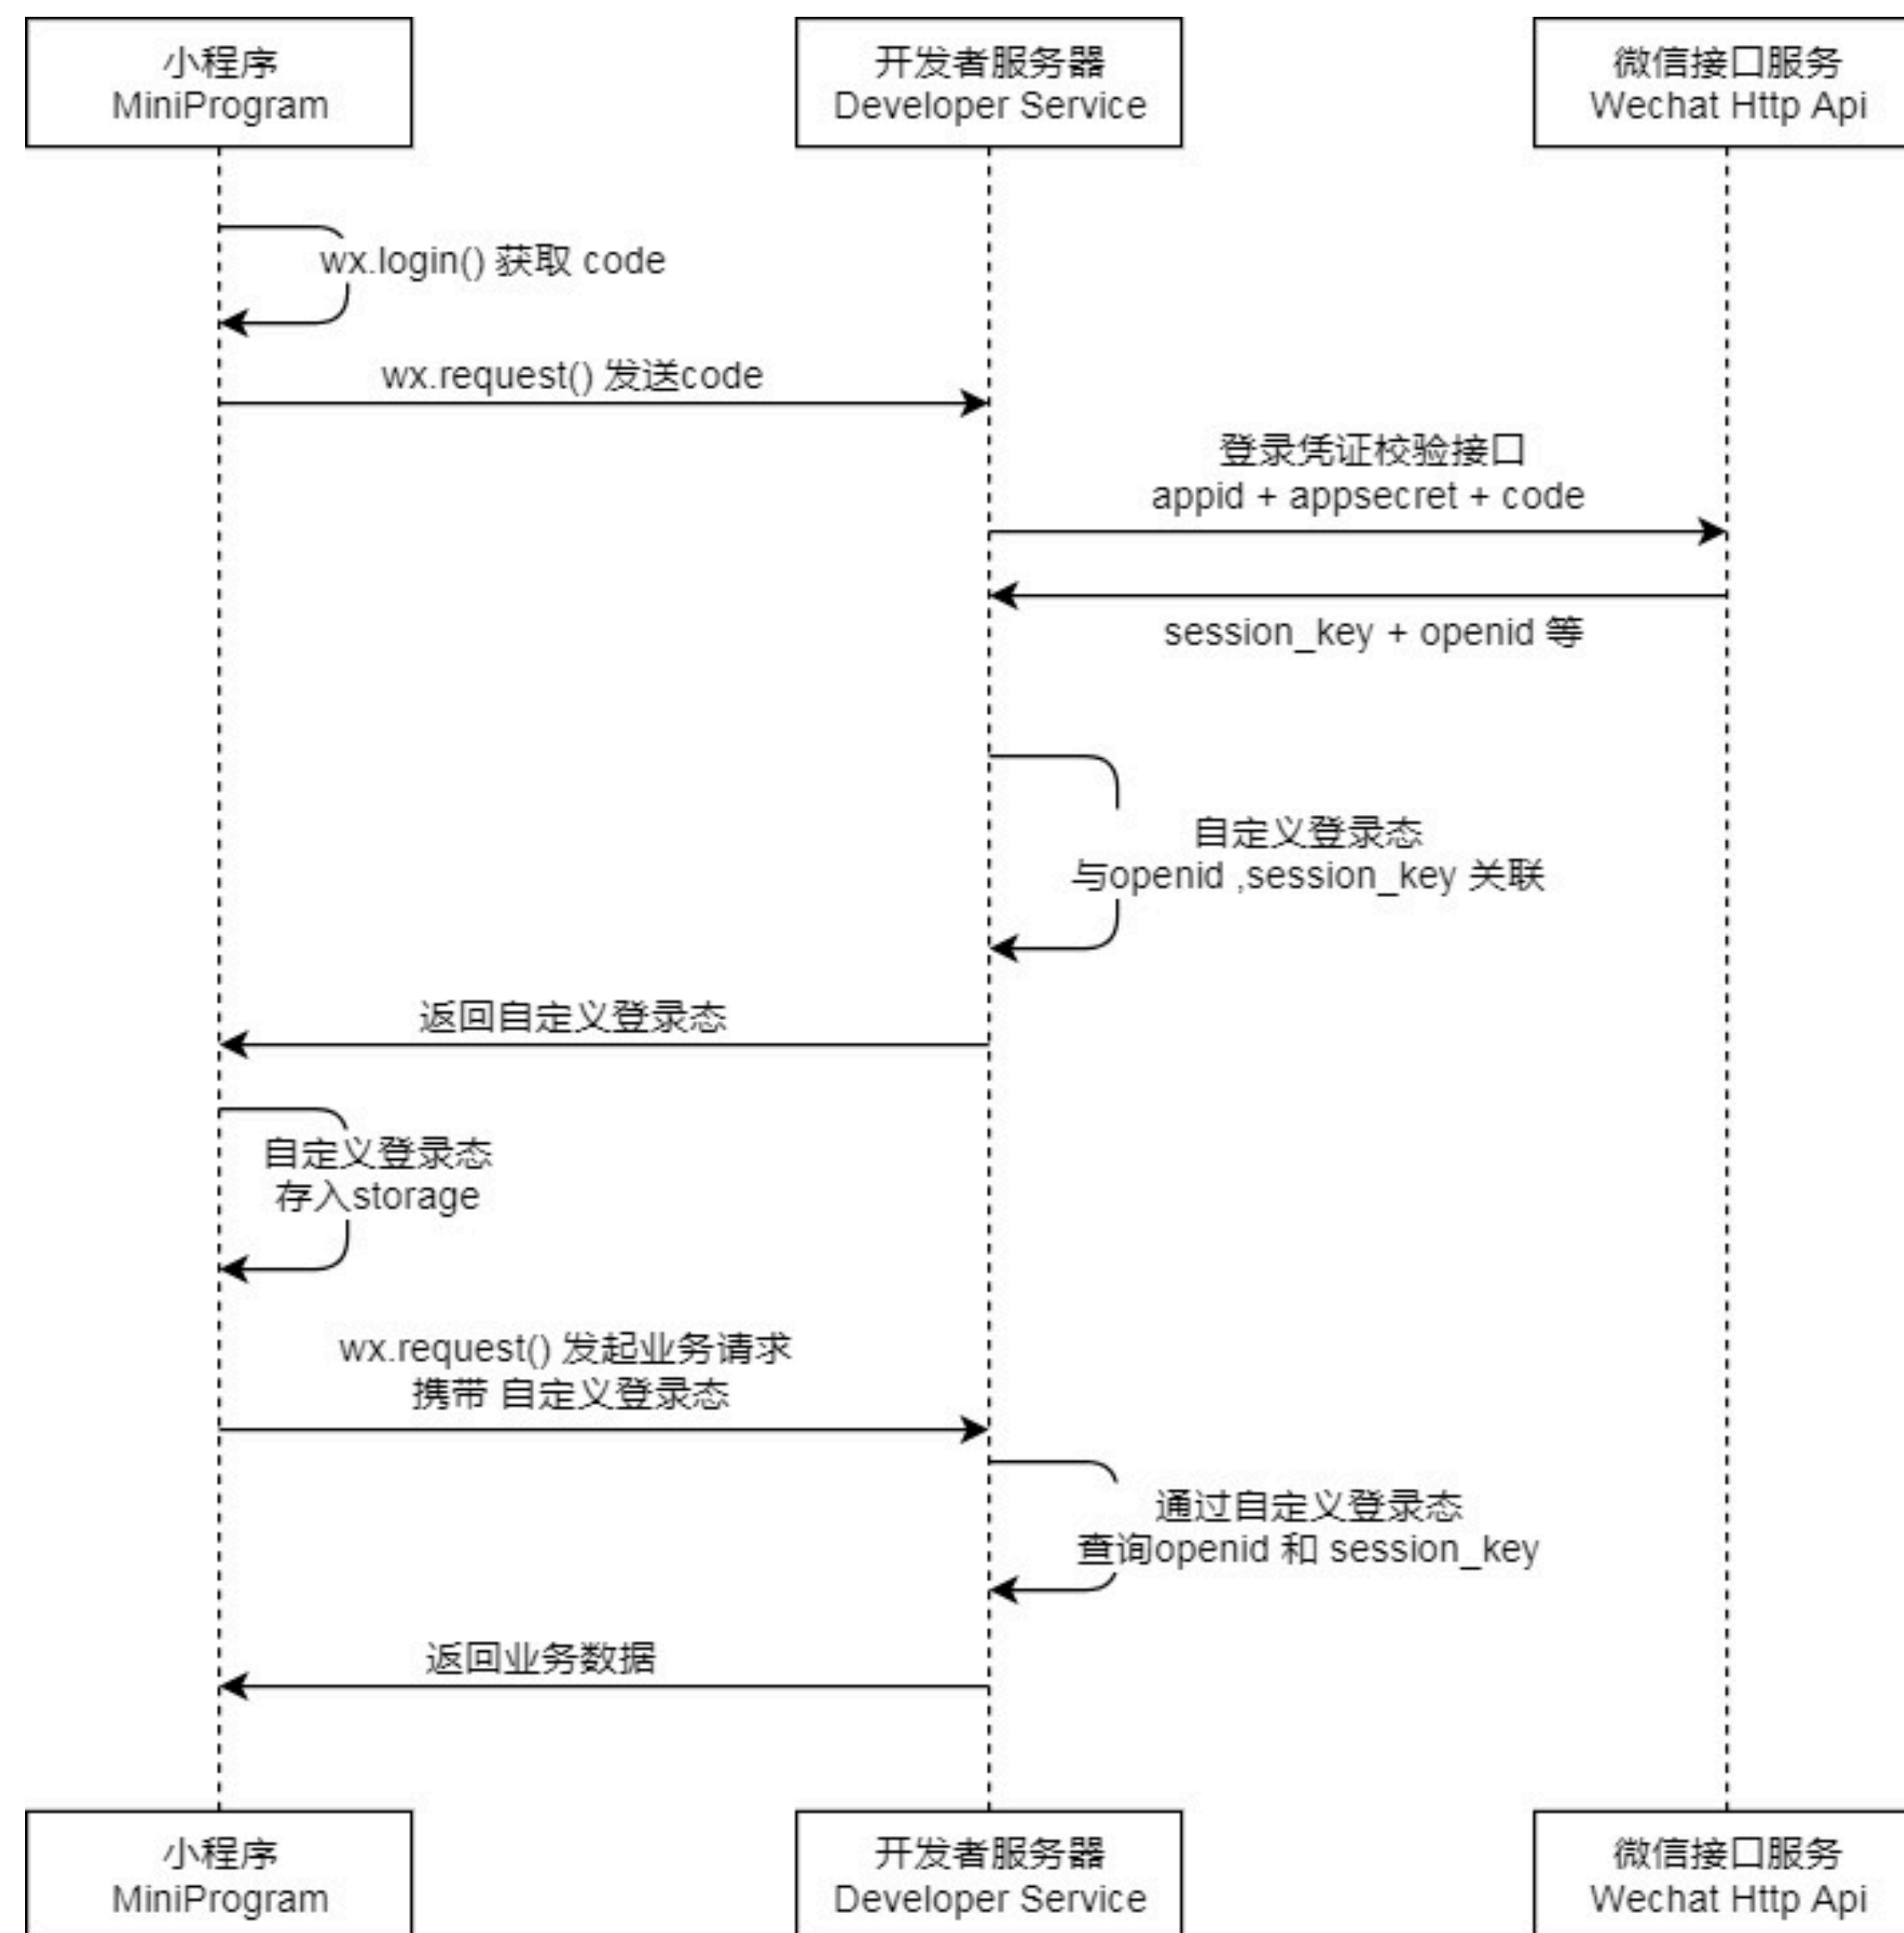 小程序
MiniProgram
开发者服务器
Developer Service
微信接口服务
Wechat Http Api
wx.login() 获取 code
wx.request() 发送code
登录凭证校验接口
appid + appsecret + code
session_key + openid 等
自定义登录态
与openid ,session_key 关联
返回自定义登录态
自定义登录态
存入storage
wx.request() 发起业务请求
携带 自定义登录态
通过自定义登录态
查询openid 和 session_key
返回业务数据
小程序
MiniProgram
开发者服务器
Developer Service
微信接口服务
Wechat Http Api